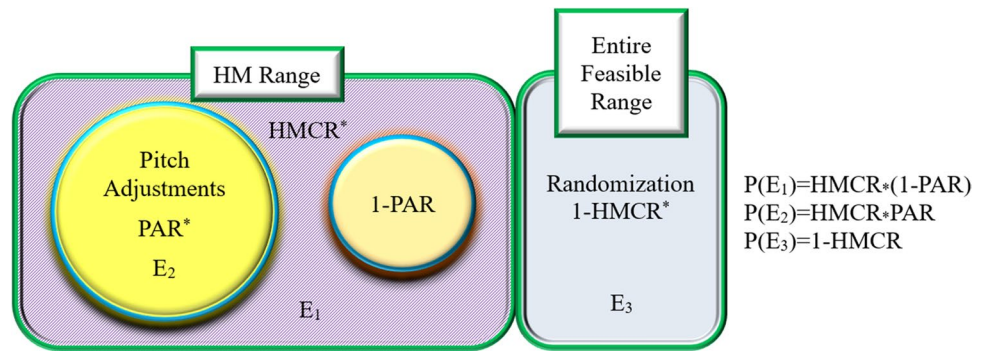 HM Range
HMCR*
Pitch
Adjustments
PAR*
E₂
1-PAR
E₁
Entire
Feasible
Range
Randomization
1-HMCR*
E₃
P(E₁)=HMCR*(1-PAR)
P(E₂)=HMCR*PAR
P(E₃)=1-HMCR